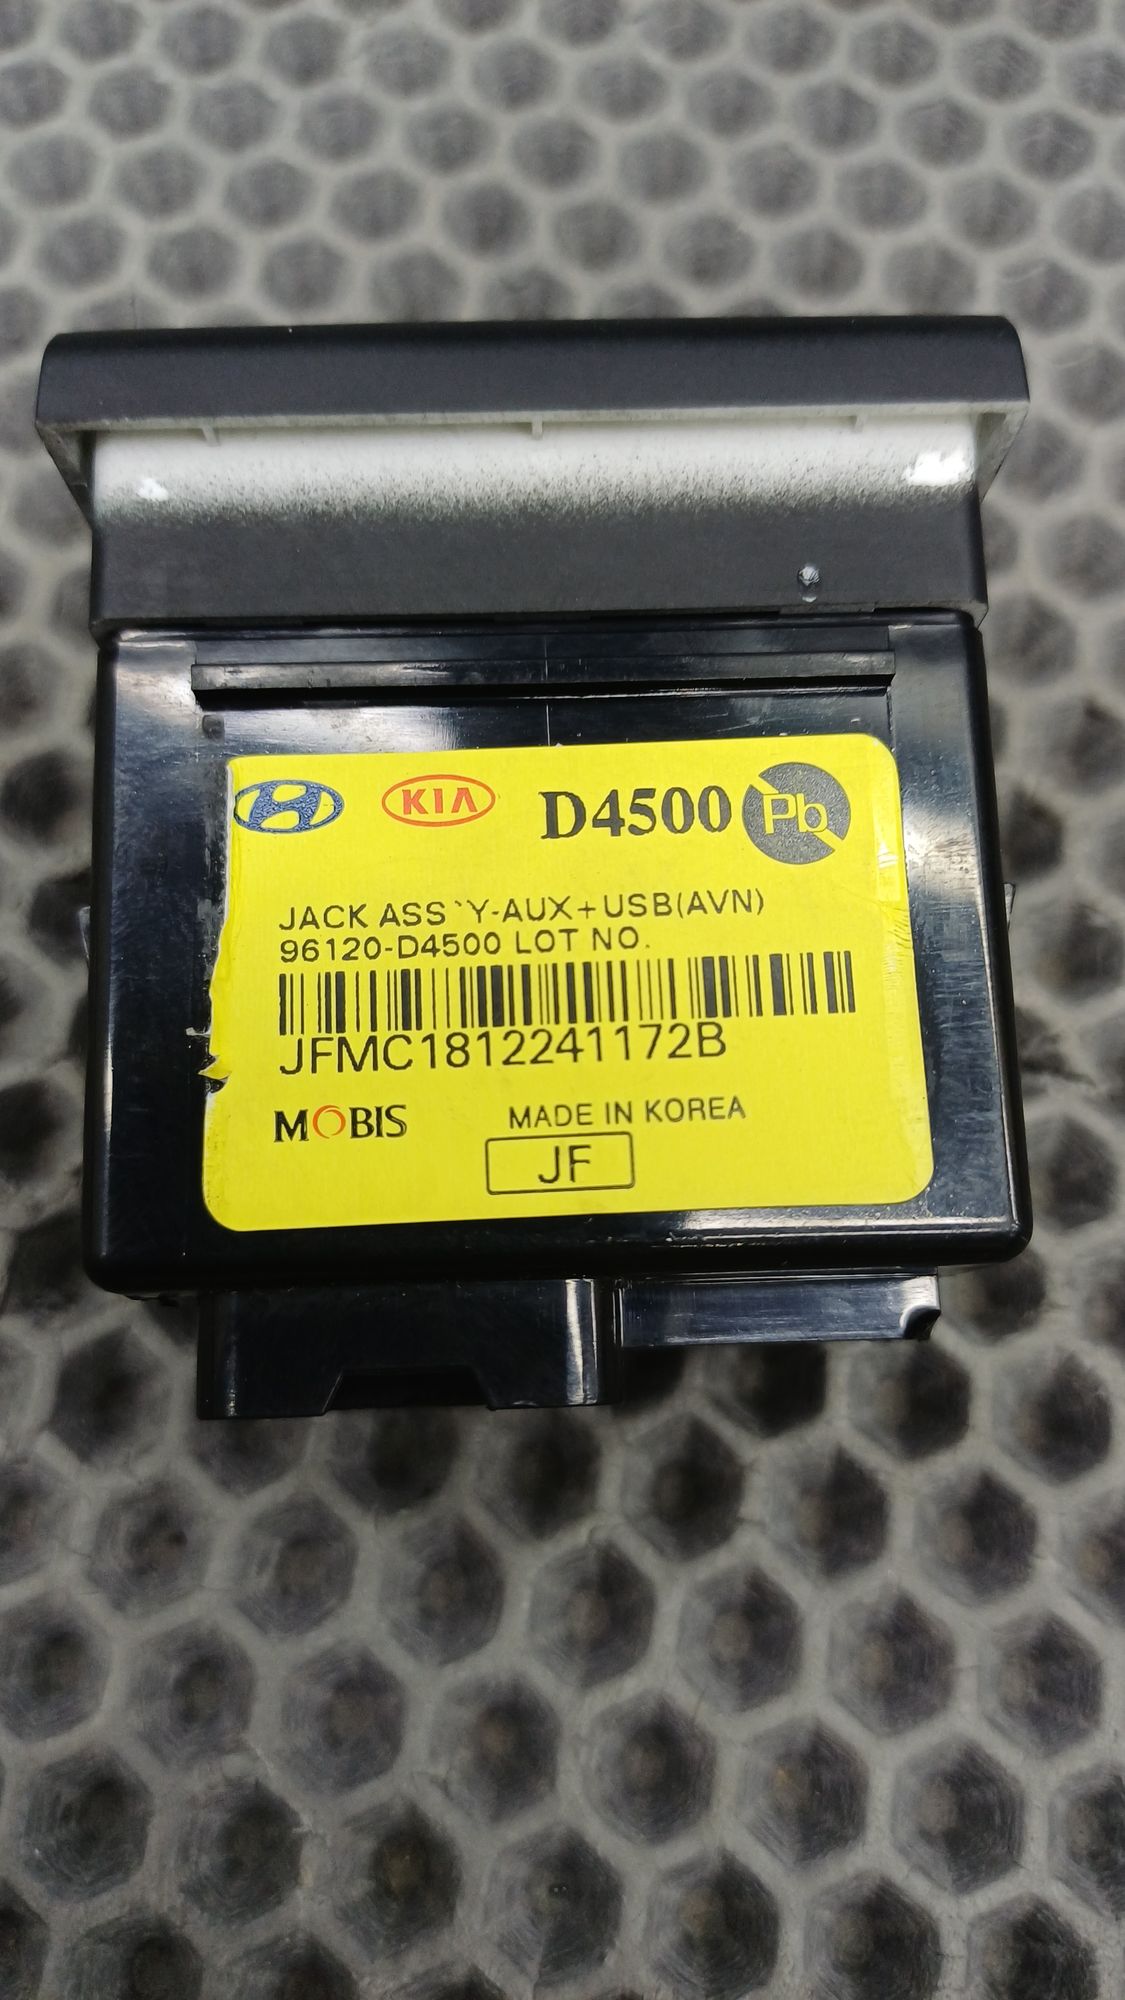 KIA D4500 Pb
JACK ASS`Y-AUX+USB(AVN)
96120-D4500 LOT NO.
JFMC1812241172B
MOBIS MADE IN KOREA
JF